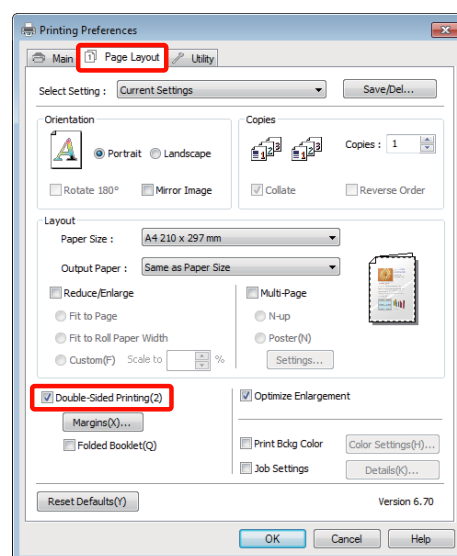 Printing Preferences
Main Page Layout Utility
Select Setting : Current Settings Save/Del...
Orientation
Portrait Landscape
Rotate 180° Mirror Image
Copies
Copies : 1
Collate Reverse Order
Layout
Paper Size : A4 210 x 297 mm
Output Paper : Same as Paper Size
Reduce/Enlarge
Fit to Page
Fit to Roll Paper Width
Custom(F) Scale to %
Multi-Page
N-up
Poster(N)
Settings...
Double-Sided Printing(2)
Margins(X)...
Folded Booklet(Q)
Optimize Enlargement
Print Bckg Color Color Settings(H)...
Job Settings Details(K)...
Reset Defaults(Y) Version 6.70
OK Cancel Help